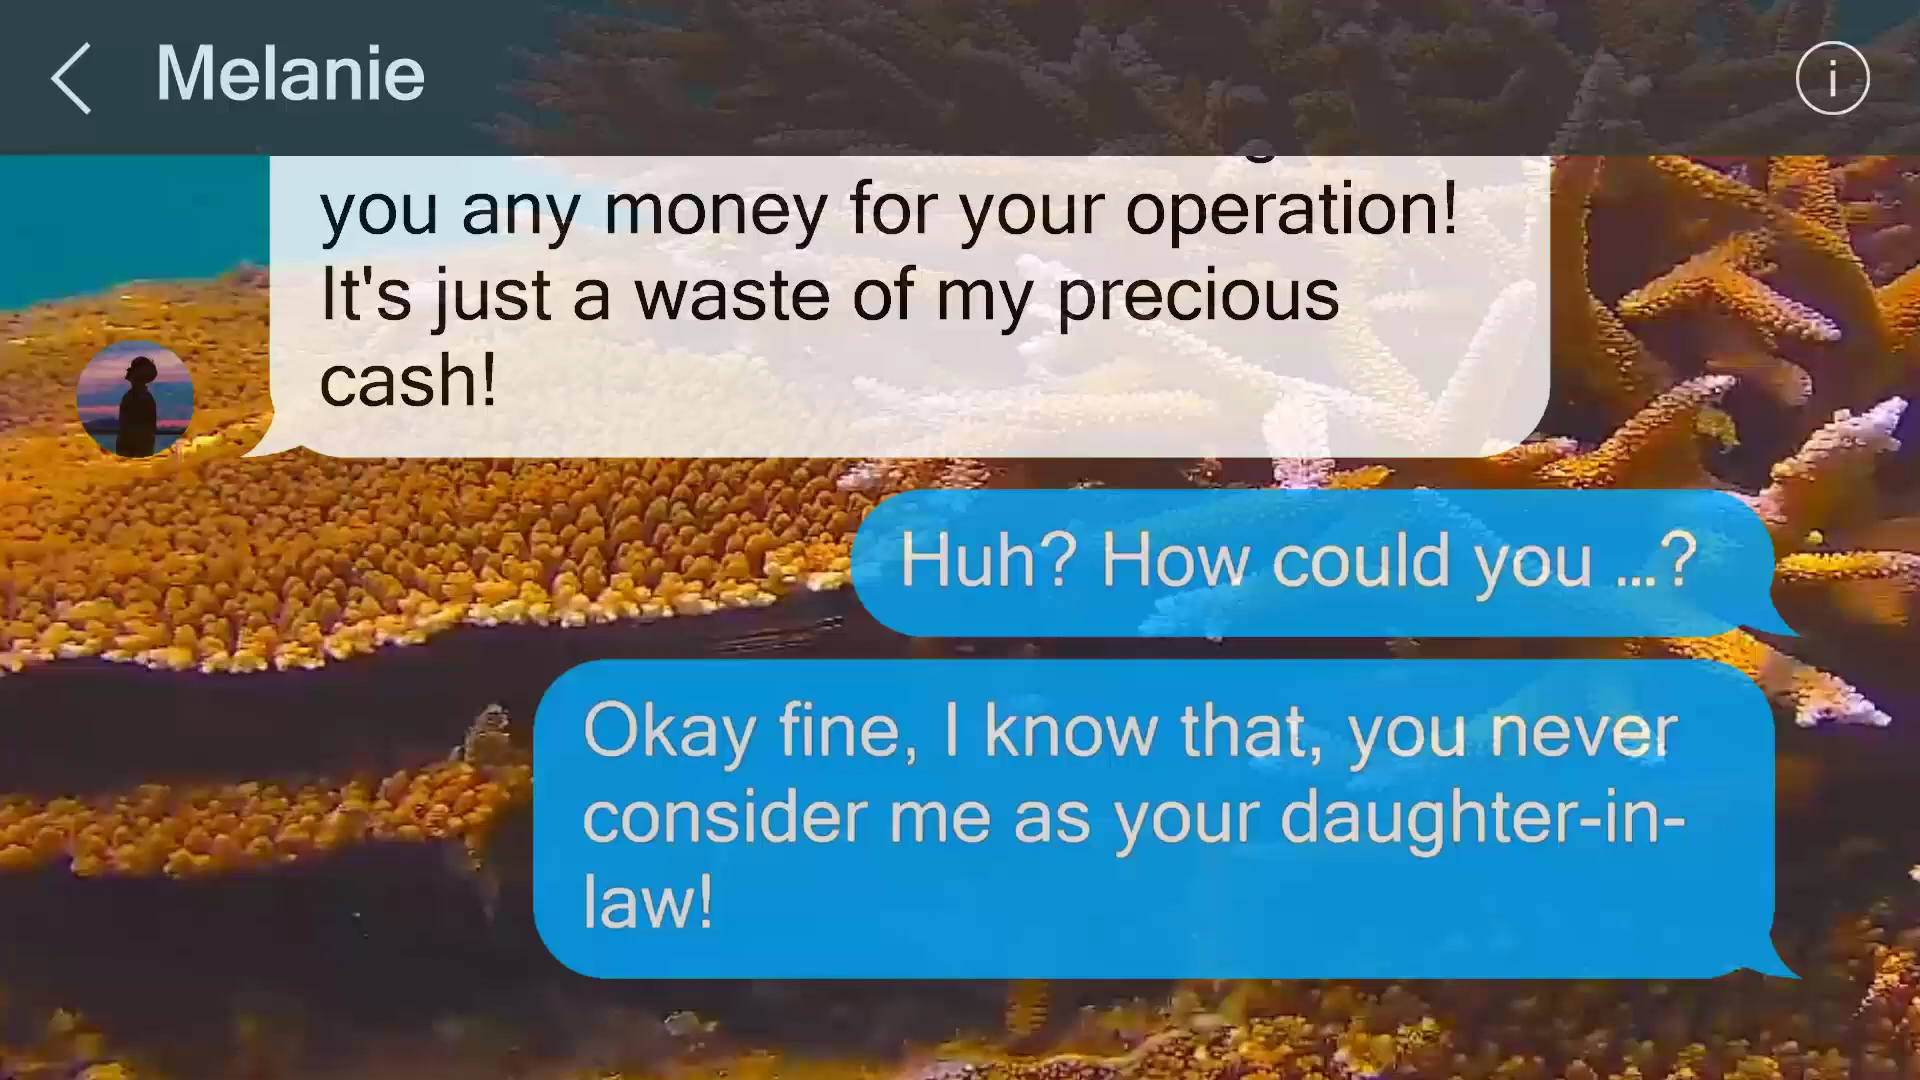 Melanie
you any money for your operation!
It's just a waste of my precious
cash!
Huh? How could you ...?
Okay fine, I know that, you never
consider me as your daughter-in-
law!